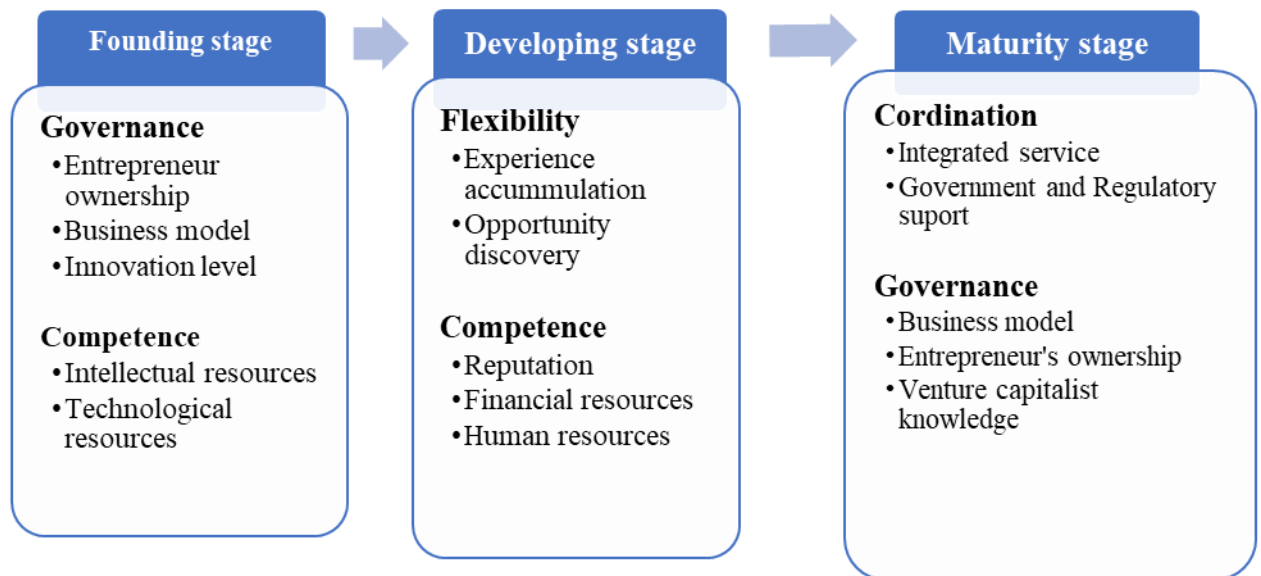 Founding stage
Governance
•Entrepreneur
ownership
•Business model
•Innovation level
Competence
•Intellectual resources
•Technological
resources
Developing stage
Flexibility
•Experience
accummulation
•Opportunity
discovery
Competence
•Reputation
•Financial resources
•Human resources
Maturity stage
Cordination
•Integrated service
•Government and Regulatory
suport
Governance
•Business model
•Entrepreneur's ownership
•Venture capitalist
knowledge